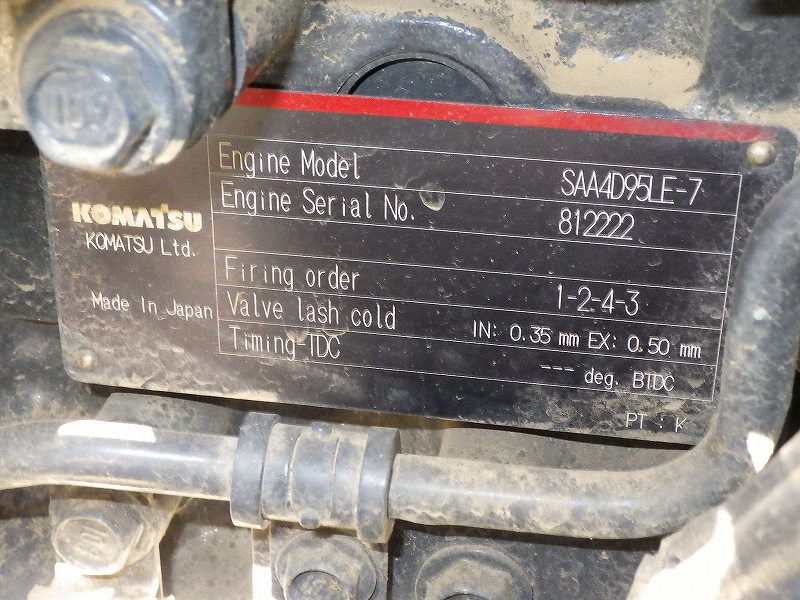 Engine Model SAA4D95LE-7
Engine Serial No. 812222
KOMATSU
KOMATSU Ltd.
Firing order 1-2-4-3
Made In Japan
Valve lash cold IN: 0.35 mm EX: 0.50 mm
Timing-TDC --- deg. BTDC
PT : K